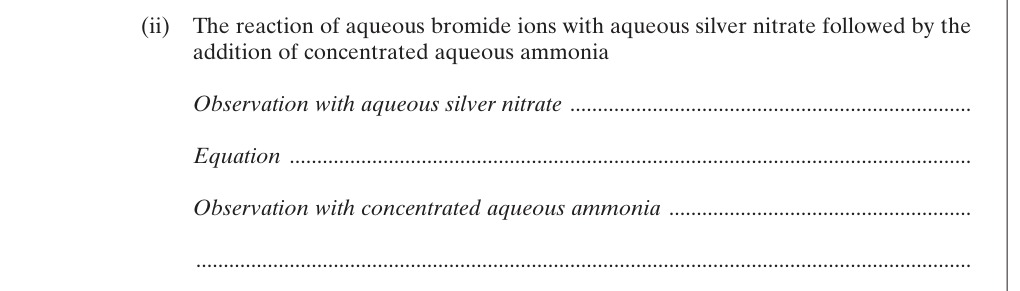 (ii) The reaction of aqueous bromide ions with aqueous silver nitrate followed by the
addition of concentrated aqueous ammonia
Observation with aqueous silver nitrate ..........................................................................
Equation ..............................................................................................................................
Observation with concentrated aqueous ammonia ........................................................
...............................................................................................................................................